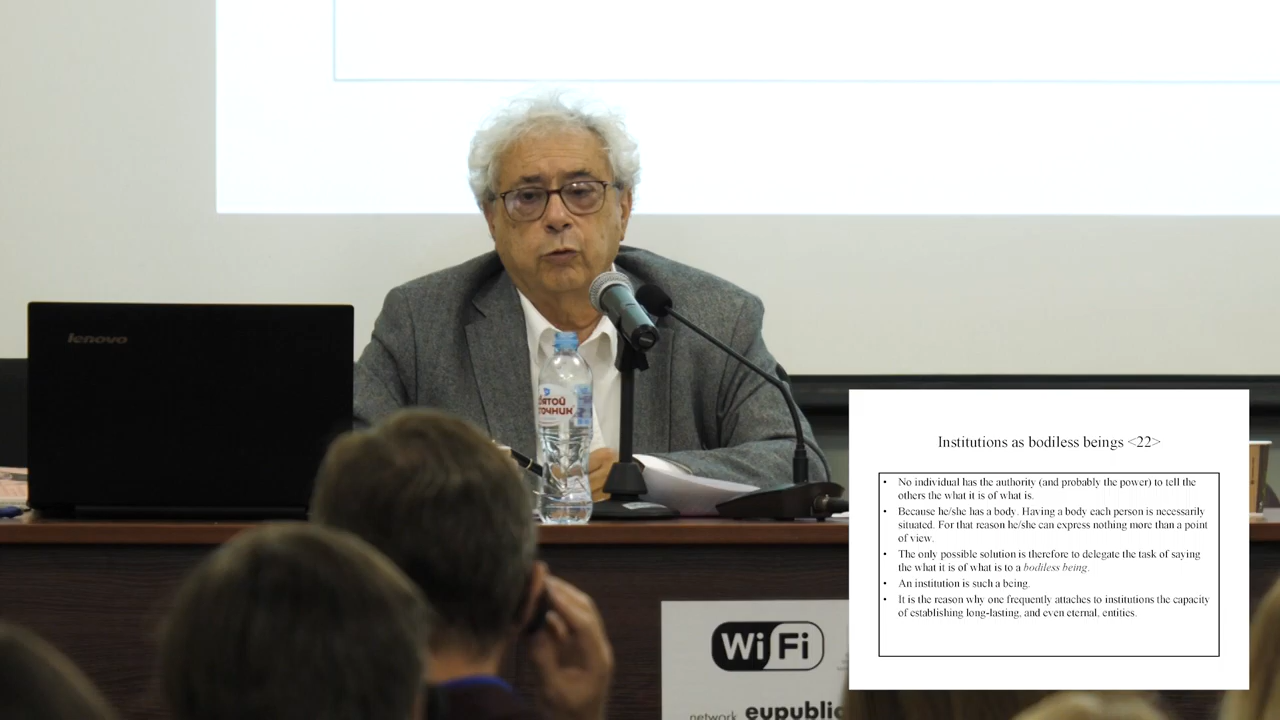 lenovo
Institutions as bodiless beings <22>
• No individual has the authority (and probably the power) to tell the
others the what it is of what is.
• Because he/she has a body. Having a body each person is necessarily
situated. For that reason he/she can express nothing more than a point
of view.
• The only possible solution is therefore to delegate the task of saying
the what it is of what is to a bodiless being.
• An institution is such a being.
• It is the reason why one frequently attaches to institutions the capacity
of establishing long-lasting, and even eternal, entities.
Wi Fi
network eupublic